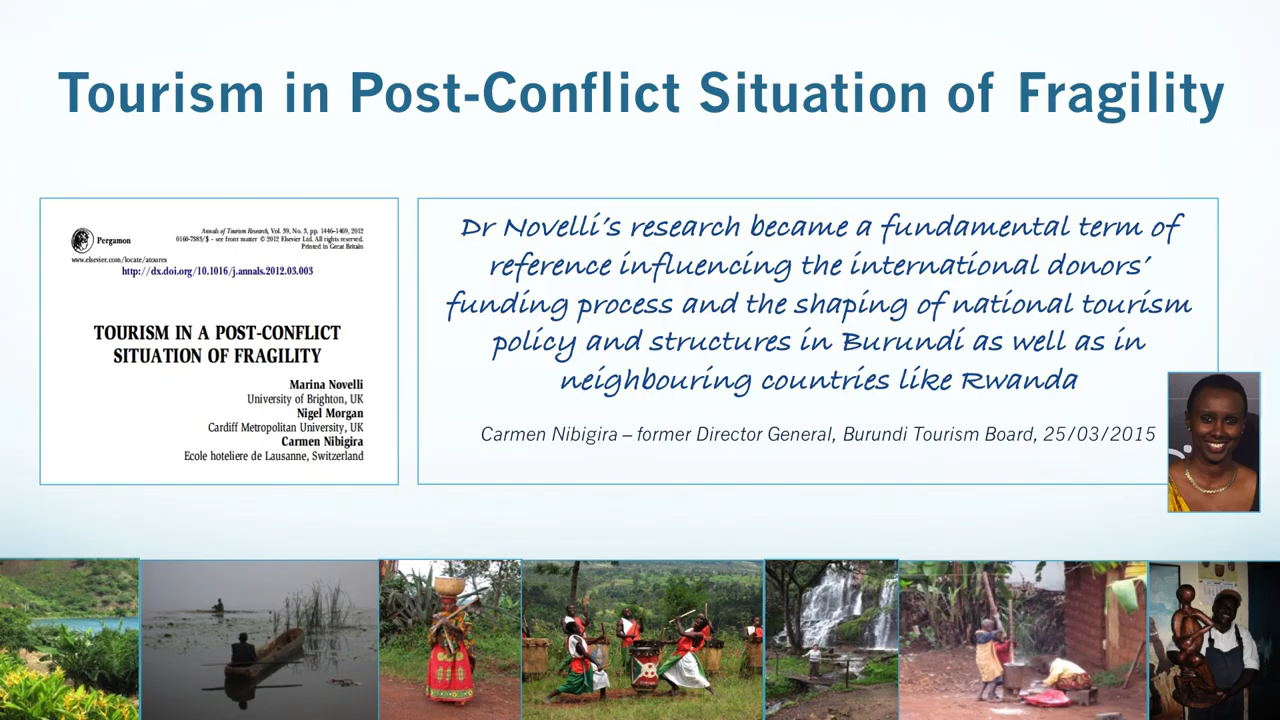 Tourism in Post-Conflict Situation of Fragility
Pergamon
Annals of Tourism Research, Vol. 39, No. 3, pp. 1446–1469, 2012
0160-7383/$ - see front matter © 2012 Elsevier Ltd. All rights reserved.
Printed in Great Britain
www.elsevier.com/locate/atoures
http://dx.doi.org/10.1016/j.annals.2012.03.003
TOURISM IN A POST-CONFLICT
SITUATION OF FRAGILITY
Marina Novelli
University of Brighton, UK
Nigel Morgan
Cardiff Metropolitan University, UK
Carmen Nibigira
Ecole hoteliere de Lausanne, Switzerland
Dr Novelli's research became a fundamental term of
reference influencing the international donors'
funding process and the shaping of national tourism
policy and structures in Burundi as well as in
neighbouring countries like Rwanda
Carmen Nibigira – former Director General, Burundi Tourism Board, 25/03/2015